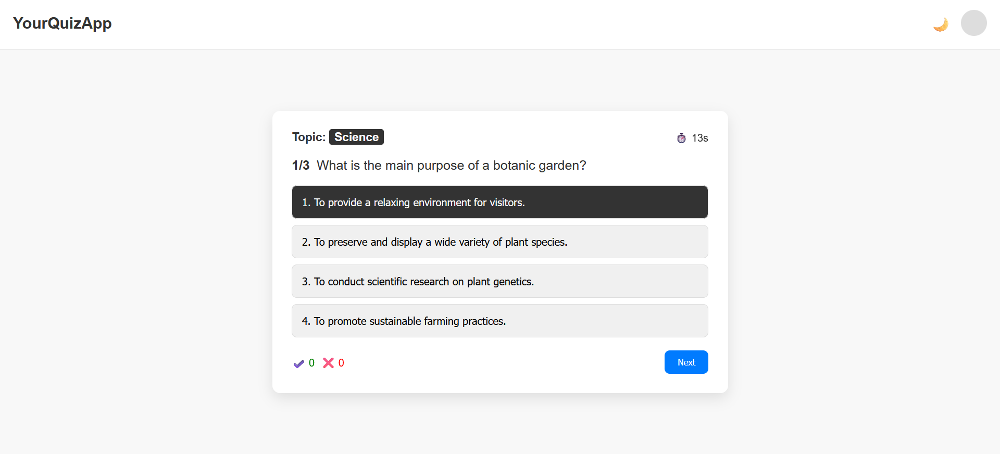 YourQuizApp
Topic: Science
13s
1/3 What is the main purpose of a botanic garden?
1. To provide a relaxing environment for visitors.
2. To preserve and display a wide variety of plant species.
3. To conduct scientific research on plant genetics.
4. To promote sustainable farming practices.
0 0
Next